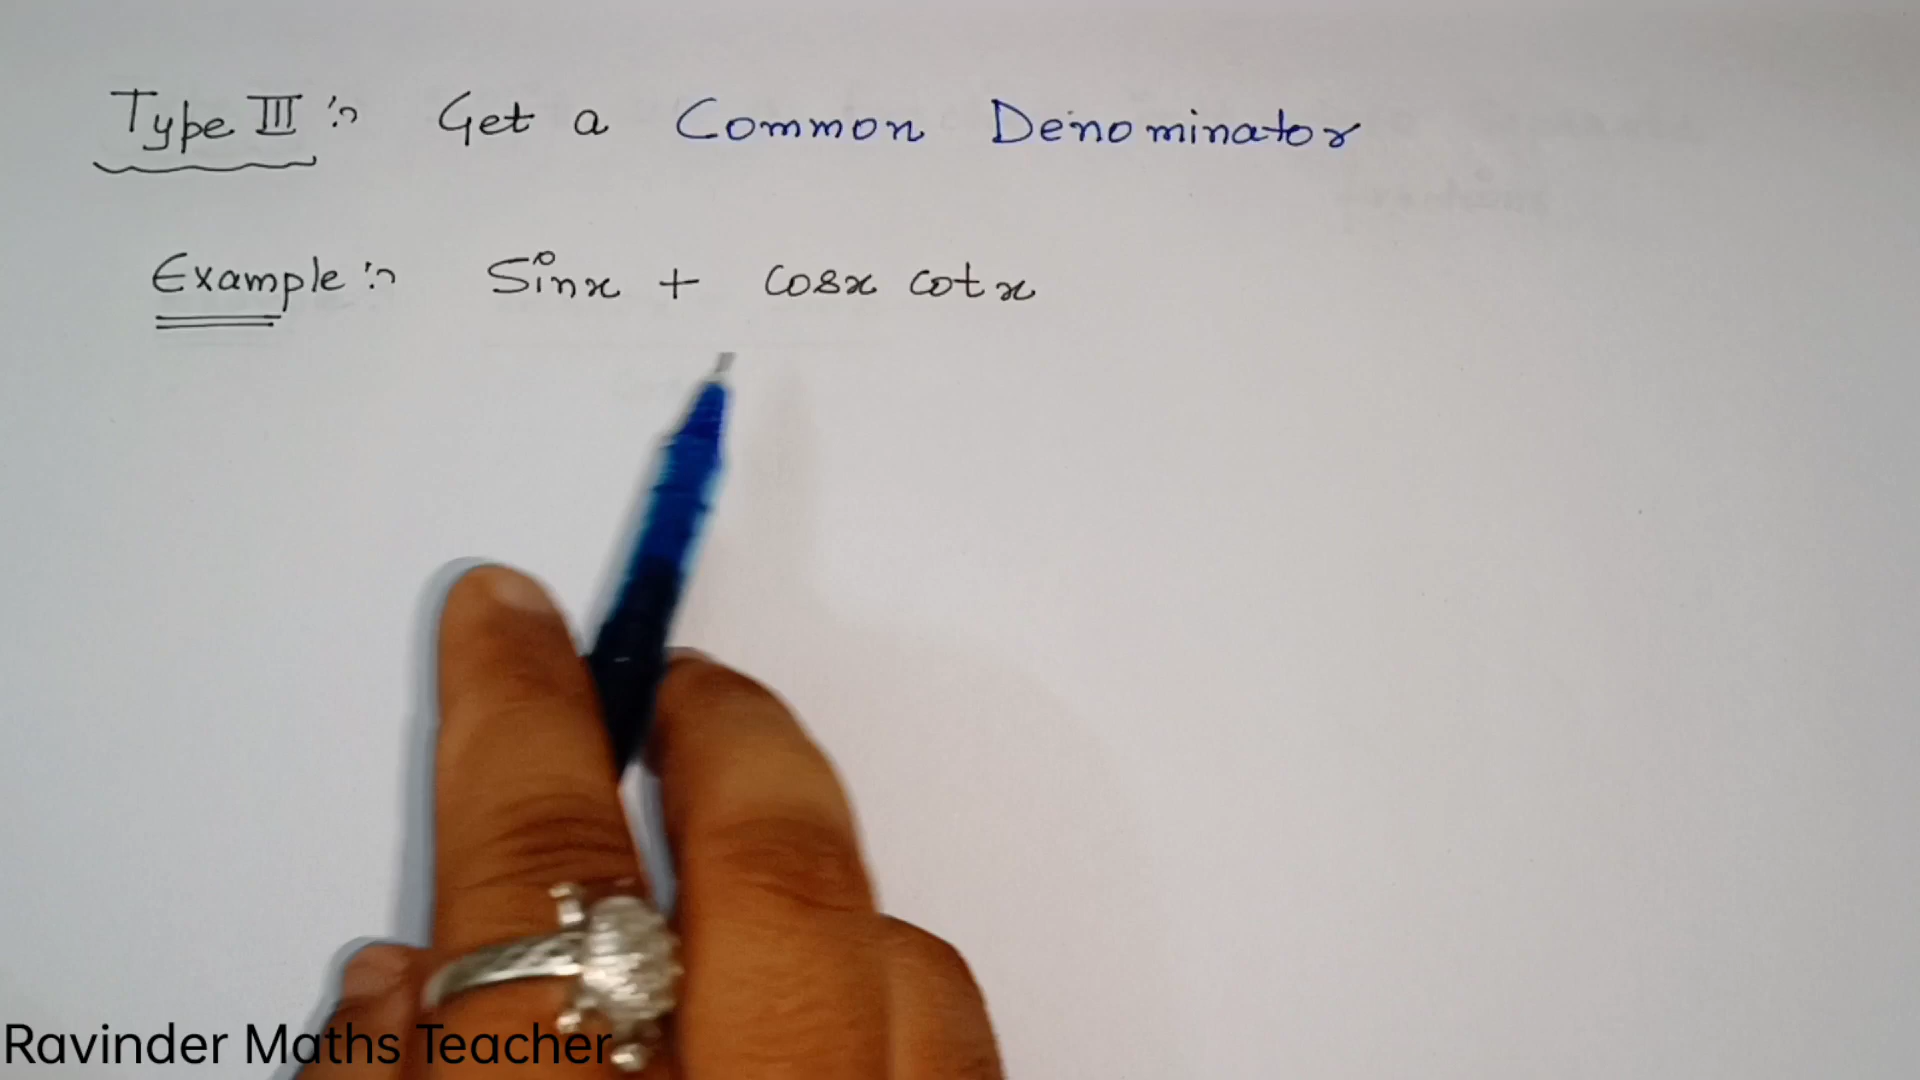 Type III :- Get a Common Denominator
Example :- Sinx + cosx cotx
Ravinder Maths Teacher